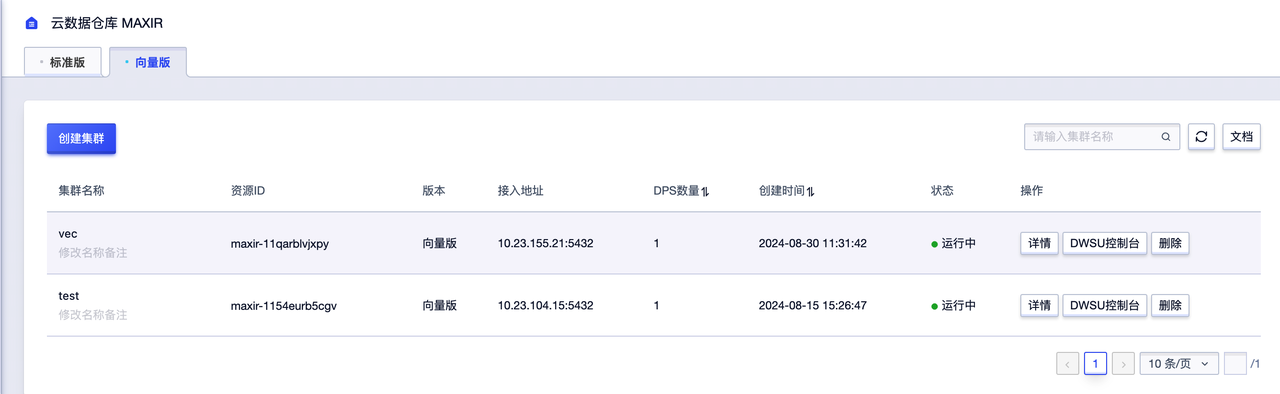 云数据仓库 MAXIR
标准版 向量版
创建集群 请输入集群名称 文档
集群名称 资源ID 版本 接入地址 DPS数量 创建时间 状态 操作
vec
修改名称备注
maxir-11qarblvjxpy 向量版 10.23.155.21:5432 1 2024-08-30 11:31:42 运行中 详情 DWSU控制台 删除
test
修改名称备注
maxir-1154eurb5cgv 向量版 10.23.104.15:5432 1 2024-08-15 15:26:47 运行中 详情 DWSU控制台 删除
1 10 条/页 /1